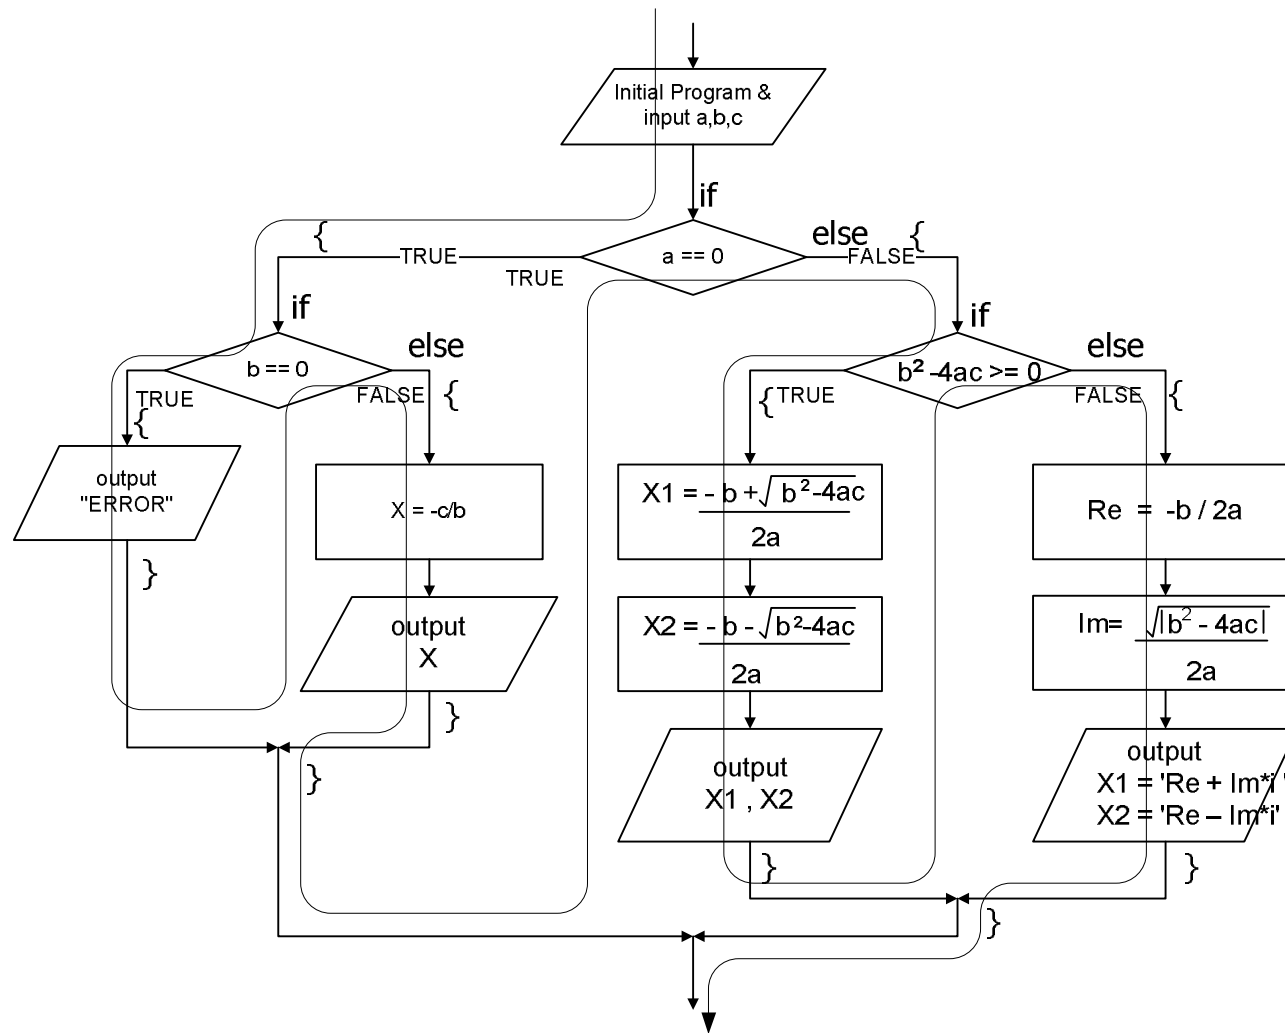 Initial Program &
input a,b,c
if
{
TRUE
TRUE
a == 0
else
{
FALSE
if
b == 0
else
TRUE
{
FALSE
{
if
b² -4ac >= 0
else
{
TRUE
FALSE
{
output
"ERROR"
}
X = -c/b
output
X
}
}
X1 = -b + √b²-4ac
2a
X2 = -b - √b²-4ac
2a
output
X1 , X2
}
Re = -b / 2a
Im= √|b² - 4ac|
2a
output
X1 = 'Re + Im*i '
X2 = 'Re – Im*i'
}
}